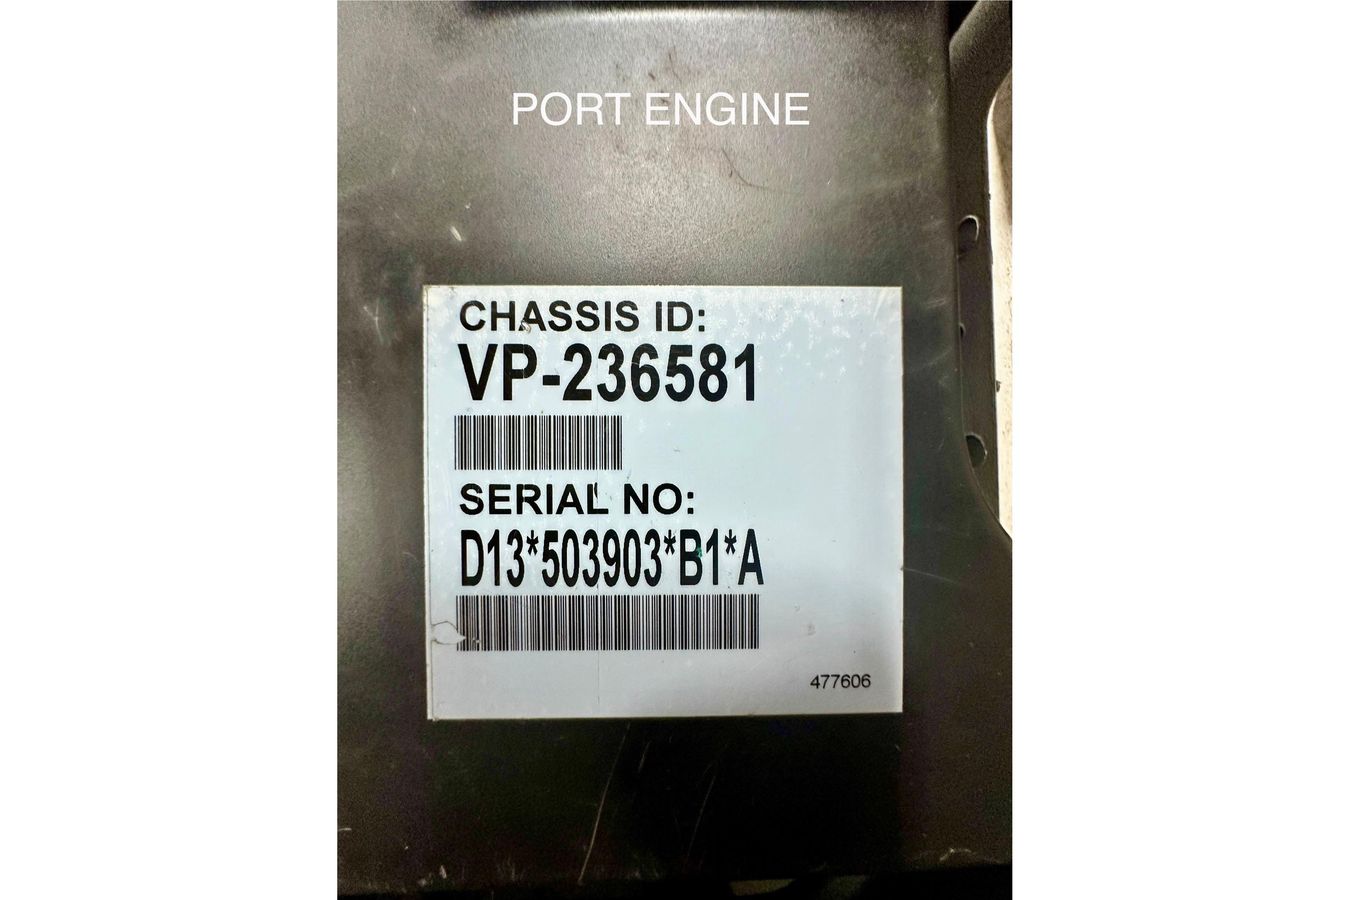 PORT ENGINE
CHASSIS ID:
VP-236581
SERIAL NO:
D13*503903*B1*A
477606